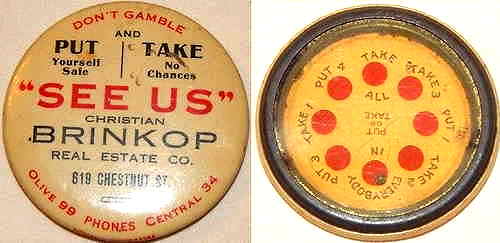 DON'T GAMBLE
AND
PUT TAKE
Yourself No
Safe Chances
"SEE US"
CHRISTIAN
BRINKOP
REAL ESTATE CO.
619 CHESTNUT ST.
OLIVE 99 PHONES CENTRAL 34
TAKE ALL
TAKE 3
PUT 1
TAKE 2
EVERYBODY IN
PUT 3
TAKE 1
PUT 4
PUT
OR
TAKE